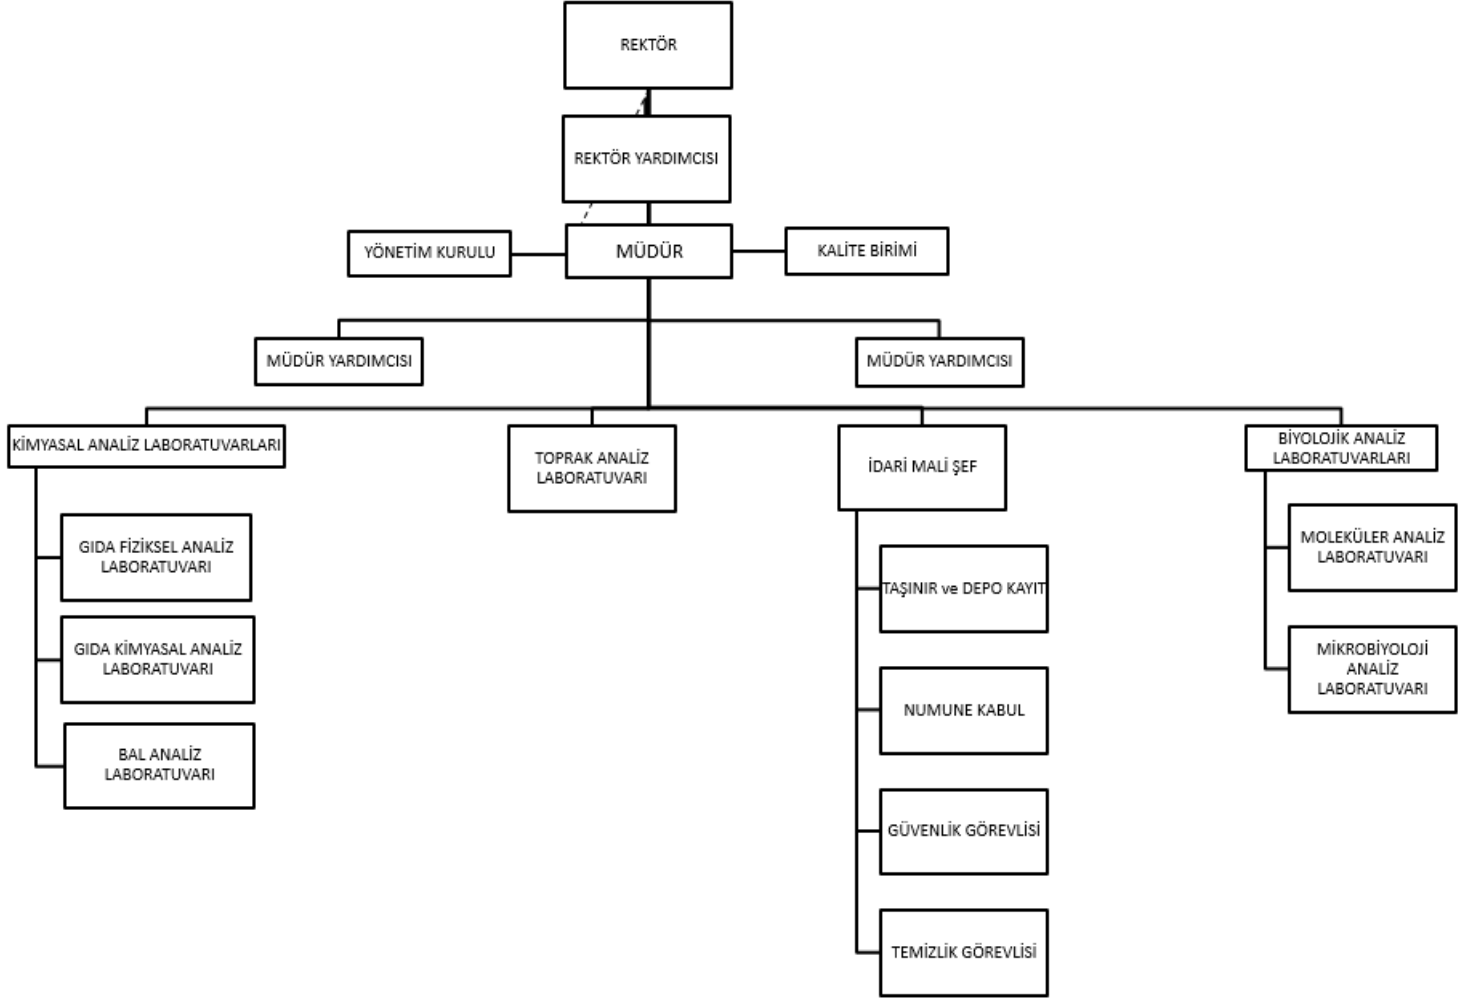 REKTÖR
REKTÖR YARDIMCISI
YÖNETİM KURULU
MÜDÜR
KALİTE BİRİMİ
MÜDÜR YARDIMCISI
MÜDÜR YARDIMCISI
KİMYASAL ANALİZ LABORATUVARLARI
GIDA FİZİKSEL ANALİZ
LABORATUVARI
GIDA KİMYASAL ANALİZ
LABORATUVARI
BAL ANALİZ
LABORATUVARI
TOPRAK ANALİZ
LABORATUVARI
İDARİ MALİ ŞEF
TAŞINIR ve DEPO KAYIT
NUMUNE KABUL
GÜVENLİK GÖREVLİSİ
TEMİZLİK GÖREVLİSİ
BİYOLOJİK ANALİZ
LABORATUVARLARI
MOLEKÜLER ANALİZ
LABORATUVARI
MİKROBİYOLOJİ
ANALİZ
LABORATUVARI